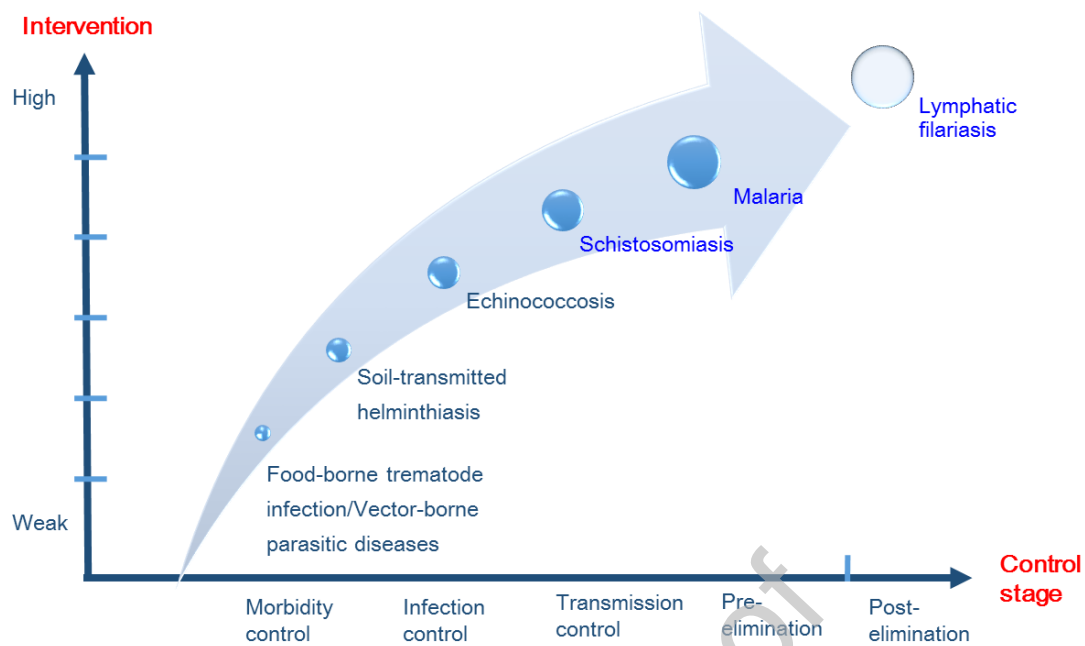 Intervention
High
Lymphatic
filariasis
Malaria
Schistosomiasis
Echinococcosis
Soil-transmitted
helminthiasis
Food-borne trematode
infection/Vector-borne
parasitic diseases
Weak
Control
stage
Morbidity
control
Infection
control
Transmission
control
Pre-
elimination
Post-
elimination
of